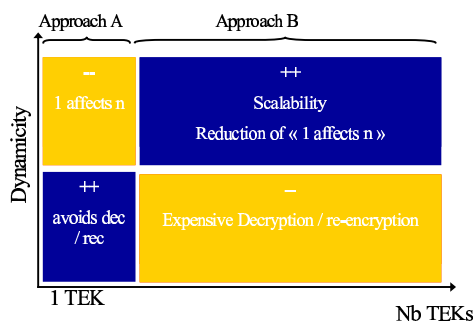 Approach A
Approach B
--
1 affects n
++
Scalability
Reduction of « 1 affects n »
Dynamicity
++
avoids dec
/ rec
–
Expensive Decryption / re-encryption
1 TEK
Nb TEKs